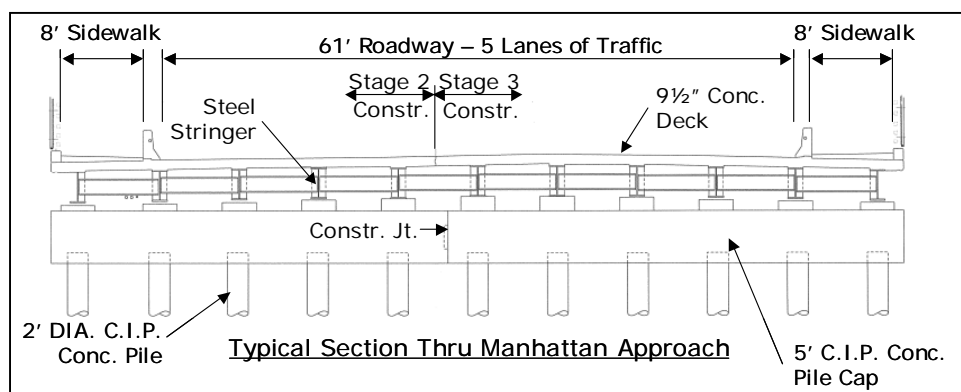 8' Sidewalk
61' Roadway – 5 Lanes of Traffic
8' Sidewalk
Stage 2
Constr.
Stage 3
Constr.
Steel
Stringer
9½" Conc.
Deck
Constr. Jt.
2' DIA. C.I.P.
Conc. Pile
Typical Section Thru Manhattan Approach
5' C.I.P. Conc.
Pile Cap